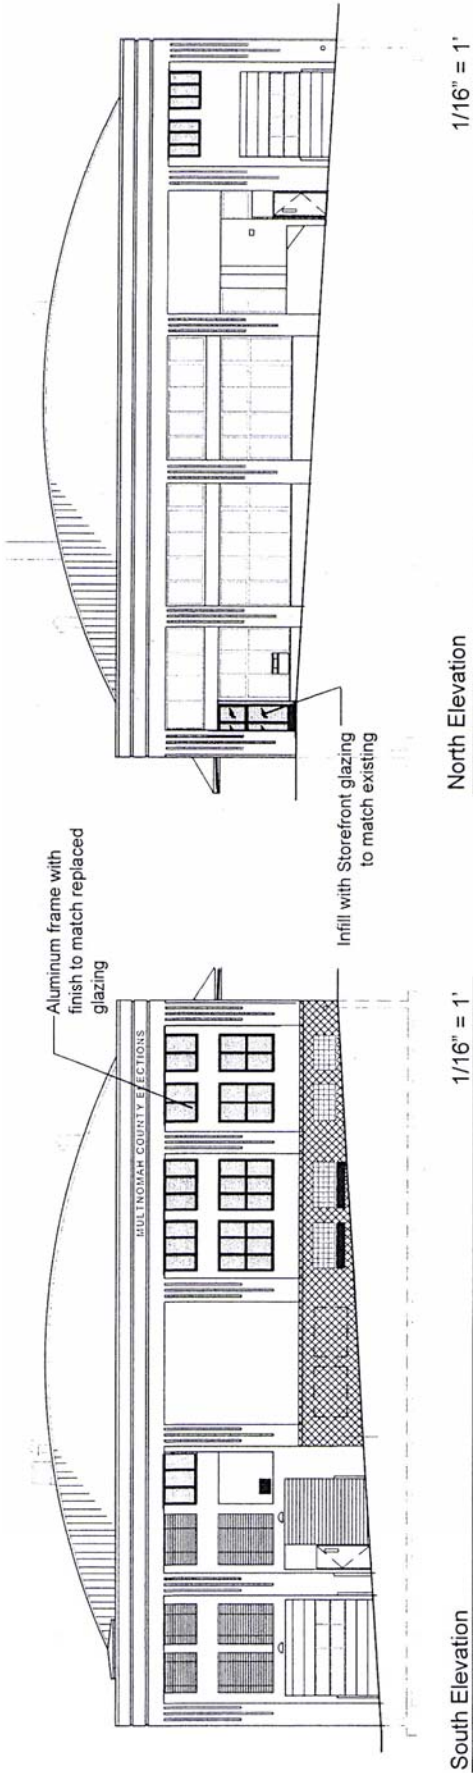 Aluminum frame with
finish to match replaced
glazing
MULTNOMAH COUNTY ELECTIONS
South Elevation
1/16" = 1'
Infill with Storefront glazing
to match existing
North Elevation
1/16" = 1'